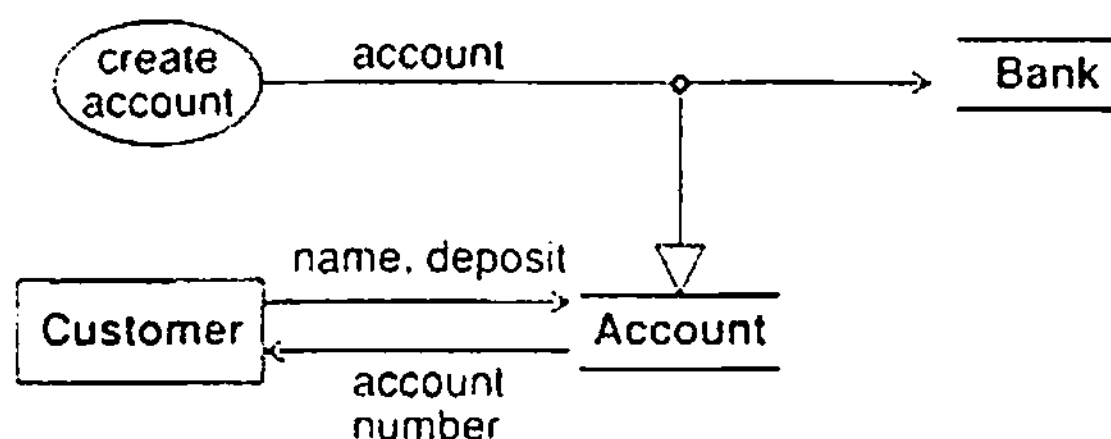 create
account
account
Bank
name, deposit
Customer
Account
account
number